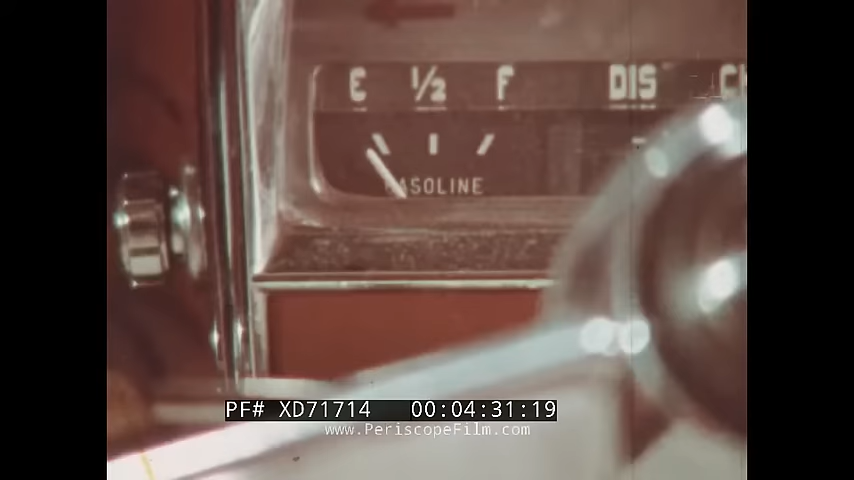 E ½ F DIS
GASOLINE
PF# XD71714 00:04:31:19
www.PeriscopeFilm.com